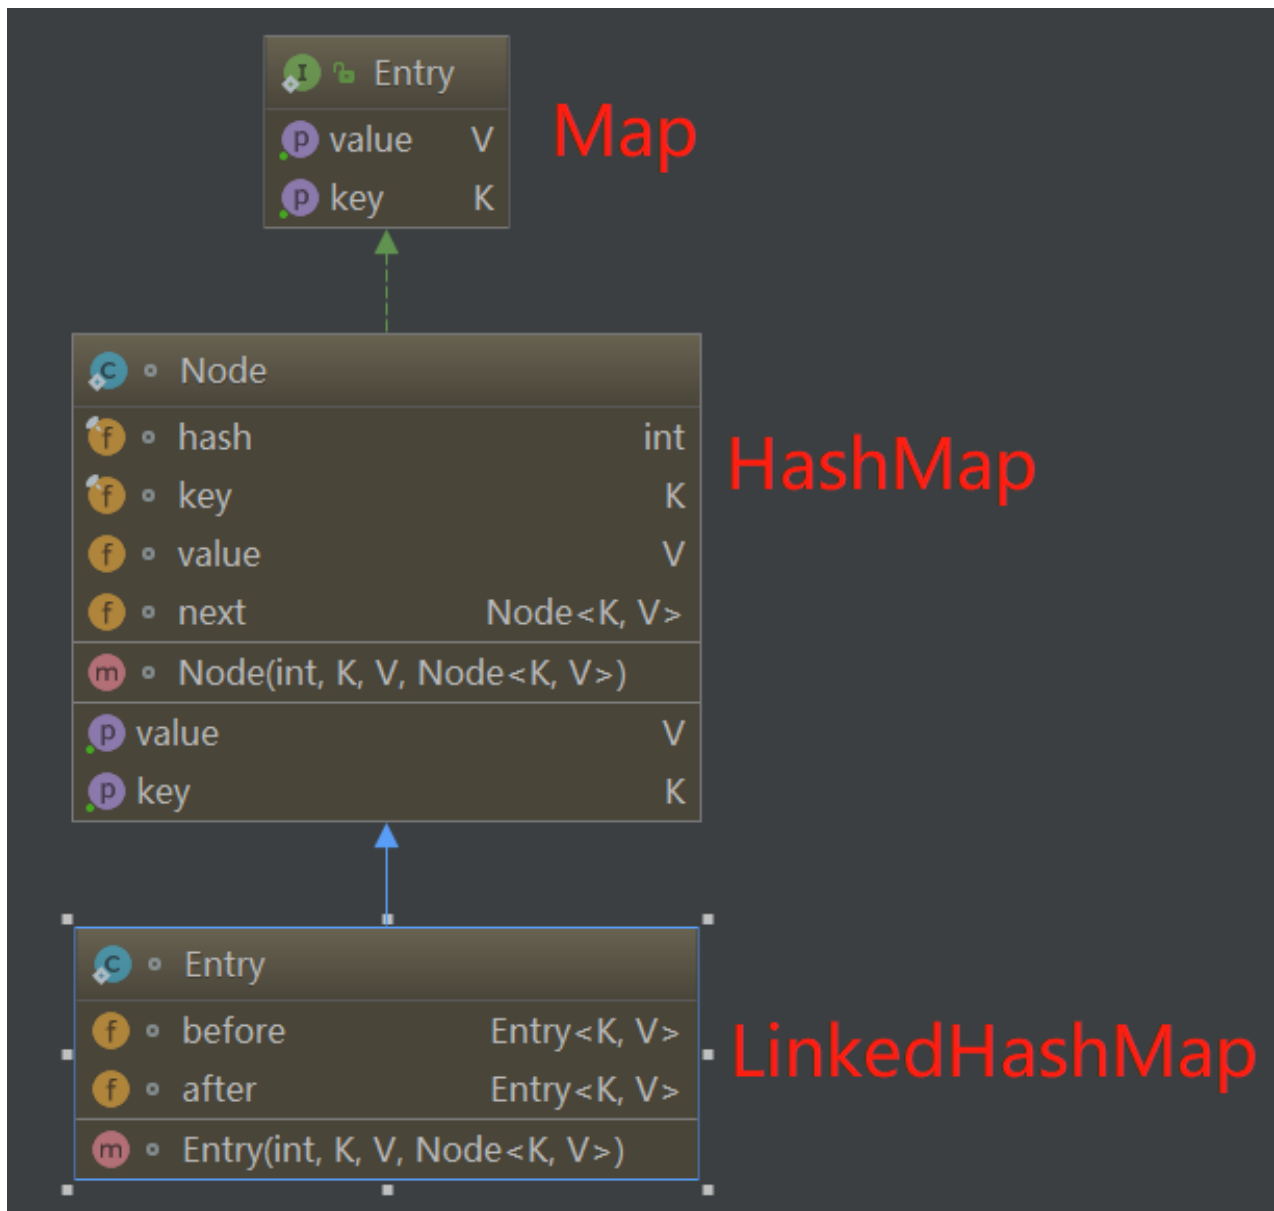 Entry
value V
key K
Map
Node
hash int
key K
value V
next Node<K, V>
Node(int, K, V, Node<K, V>)
value V
key K
HashMap
Entry
before Entry<K, V>
after Entry<K, V>
Entry(int, K, V, Node<K, V>)
LinkedHashMap